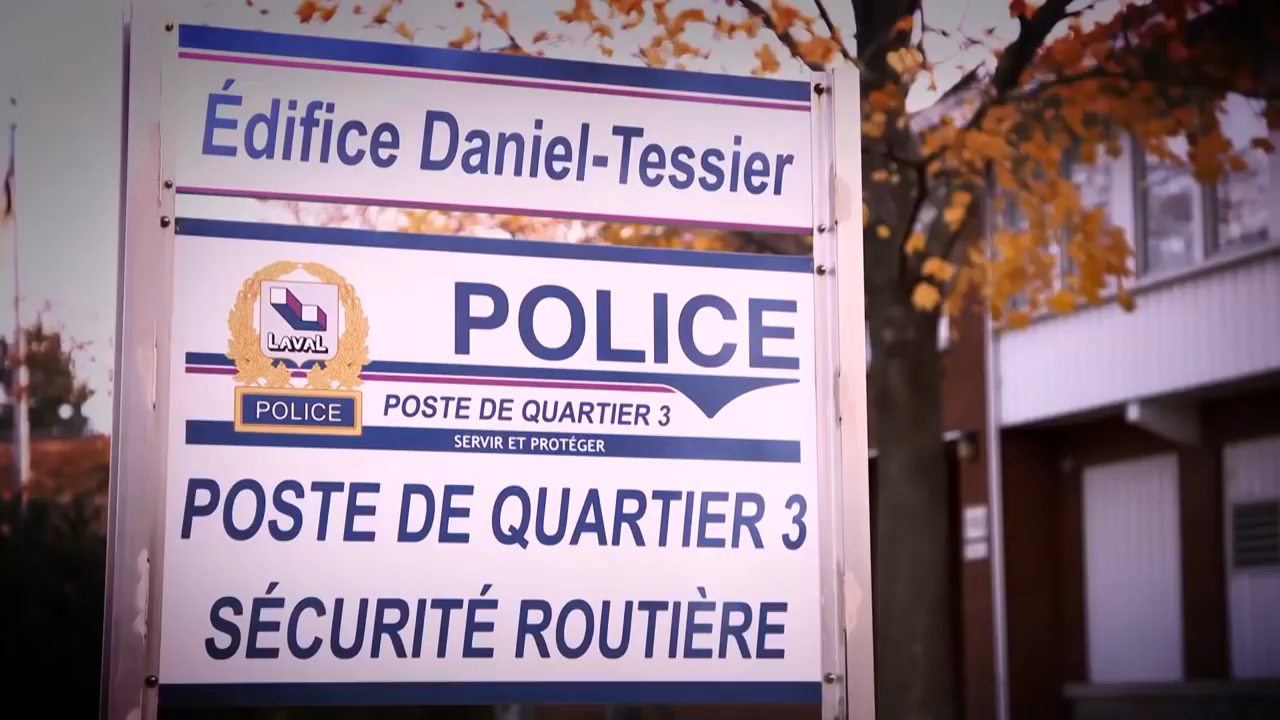 Édifice Daniel-Tessier
POLICE
LAVAL
POLICE
POSTE DE QUARTIER 3
SERVIR ET PROTÉGER
POSTE DE QUARTIER 3
SÉCURITÉ ROUTIÈRE